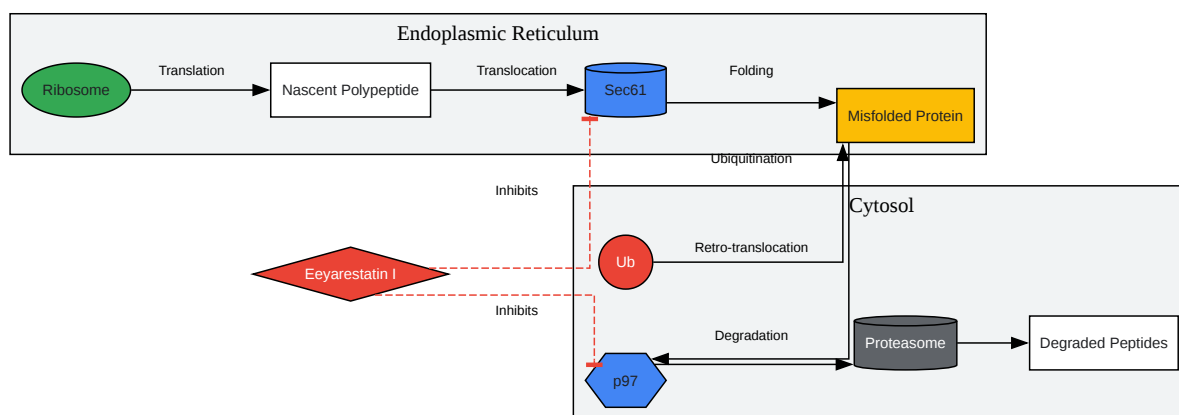 Endoplasmic Reticulum
Translation
Translocation
Folding
Ribosome
Nascent Polypeptide
Sec61
Misfolded Protein
Ubiquitination
Inhibits
Cytosol
Retro-translocation
Ub
Eeyarestatin I
Inhibits
Degradation
Proteasome
Degraded Peptides
p97